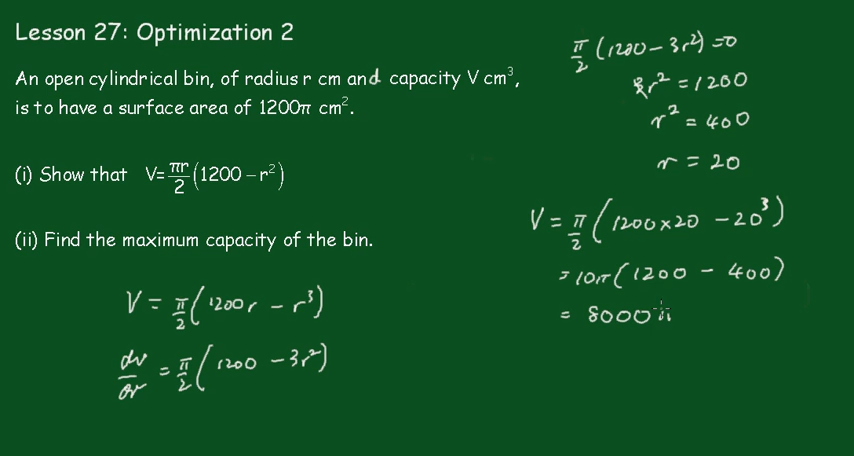 Lesson 27: Optimization 2
An open cylindrical bin, of radius r cm and capacity V cm³,
is to have a surface area of 1200π cm².
(i) Show that V=πr/2(1200-r²)
(ii) Find the maximum capacity of the bin.
V = π/2(1200r - r³)
dv/dr = π/2(1200 - 3r²)
π/2(1200 - 3r²)=0
3r² = 1200
r² = 400
r = 20
V = π/2(1200×20 - 20³)
= 10π(1200 - 400)
= 8000π